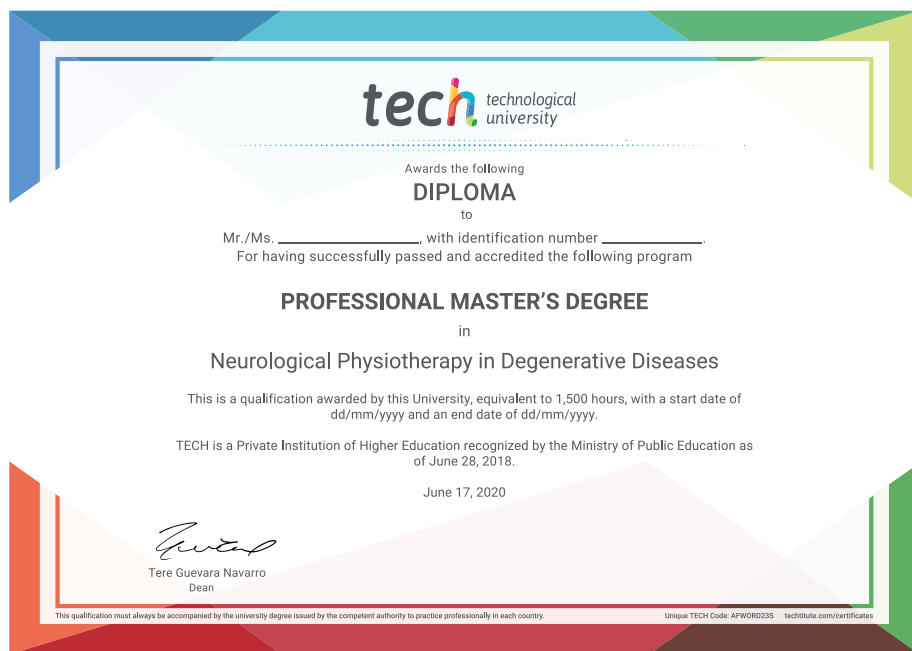 tech technological
university
Awards the following
DIPLOMA
to
Mr./Ms. ____________________, with identification number ______________.
For having successfully passed and accredited the following program
PROFESSIONAL MASTER'S DEGREE
in
Neurological Physiotherapy in Degenerative Diseases
This is a qualification awarded by this University, equivalent to 1,500 hours, with a start date of
dd/mm/yyyy and an end date of dd/mm/yyyy.
TECH is a Private Institution of Higher Education recognized by the Ministry of Public Education as
of June 28, 2018.
June 17, 2020
Tere Guevara Navarro
Dean
This qualification must always be accompanied by the university degree issued by the competent authority to practice professionally in each country. Unique TECH Code: AFWORD23S techtitute.com/certificates